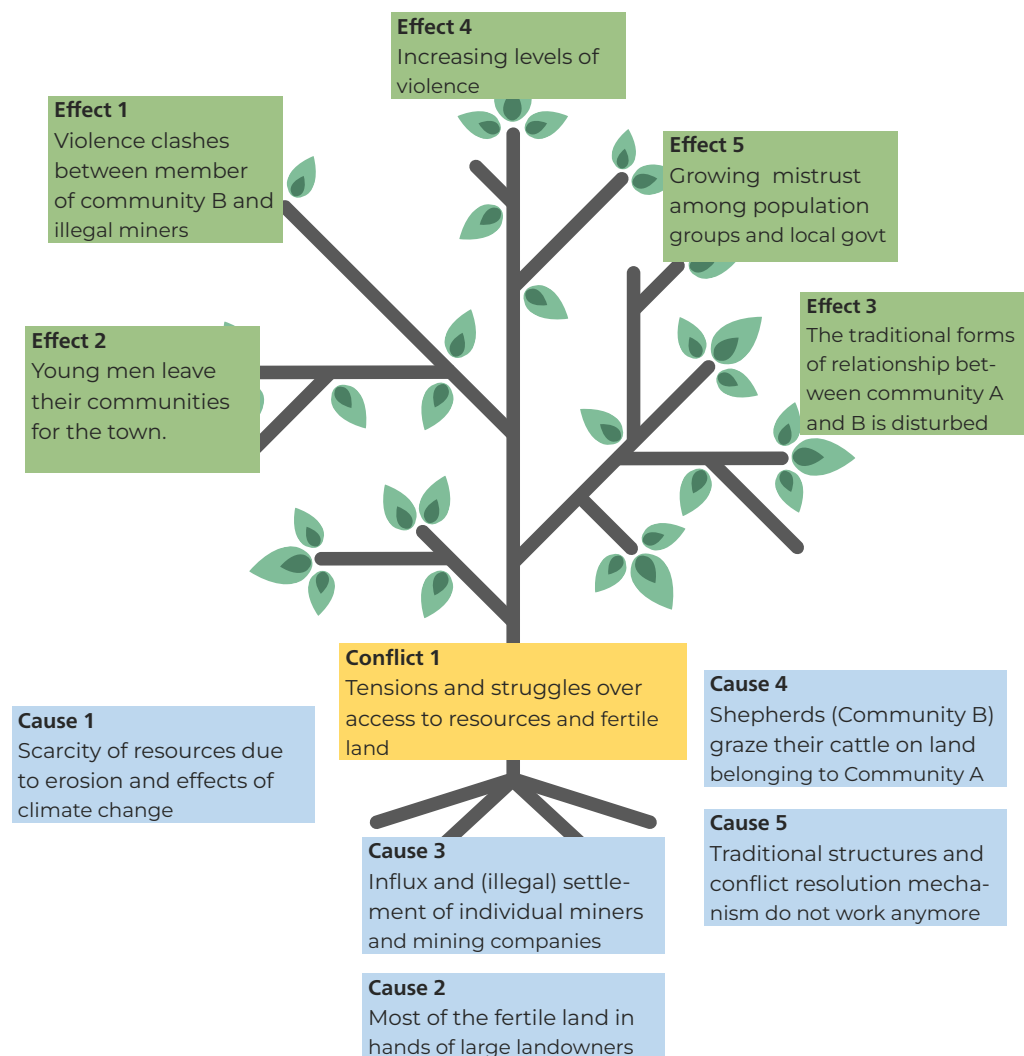 Effect 4
Increasing levels of
violence
Effect 1
Violence clashes
between member
of community B and
illegal miners
Effect 5
Growing mistrust
among population
groups and local govt
Effect 3
The traditional forms
of relationship bet-
ween community A
and B is disturbed
Effect 2
Young men leave
their communities
for the town.
Conflict 1
Tensions and struggles over
access to resources and fertile
land
Cause 4
Shepherds (Community B)
graze their cattle on land
belonging to Community A
Cause 1
Scarcity of resources due
to erosion and effects of
climate change
Cause 5
Traditional structures and
conflict resolution mecha-
nism do not work anymore
Cause 3
Influx and (illegal) settle-
ment of individual miners
and mining companies
Cause 2
Most of the fertile land in
hands of large landowners